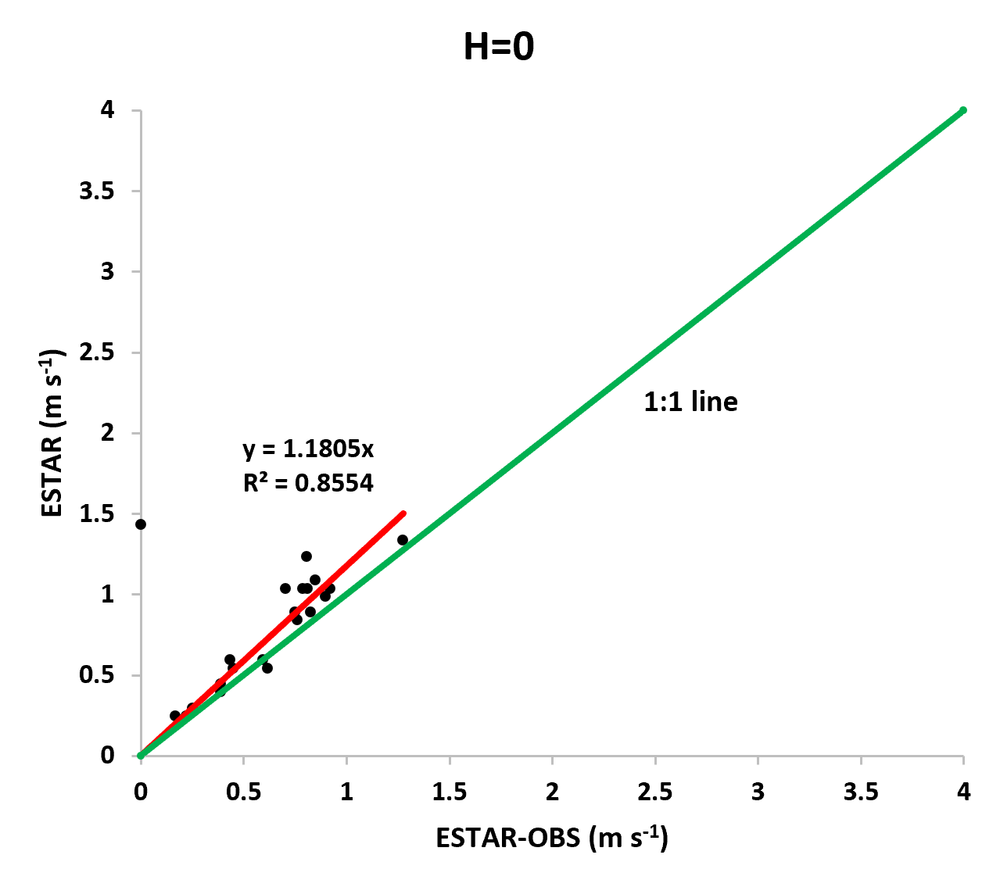 H=0
4
3.5
3
2.5
2
1.5
1
0.5
0
ESTAR (m s⁻¹)
1:1 line
y = 1.1805x
R² = 0.8554
0 0.5 1 1.5 2 2.5 3 3.5 4
ESTAR-OBS (m s⁻¹)